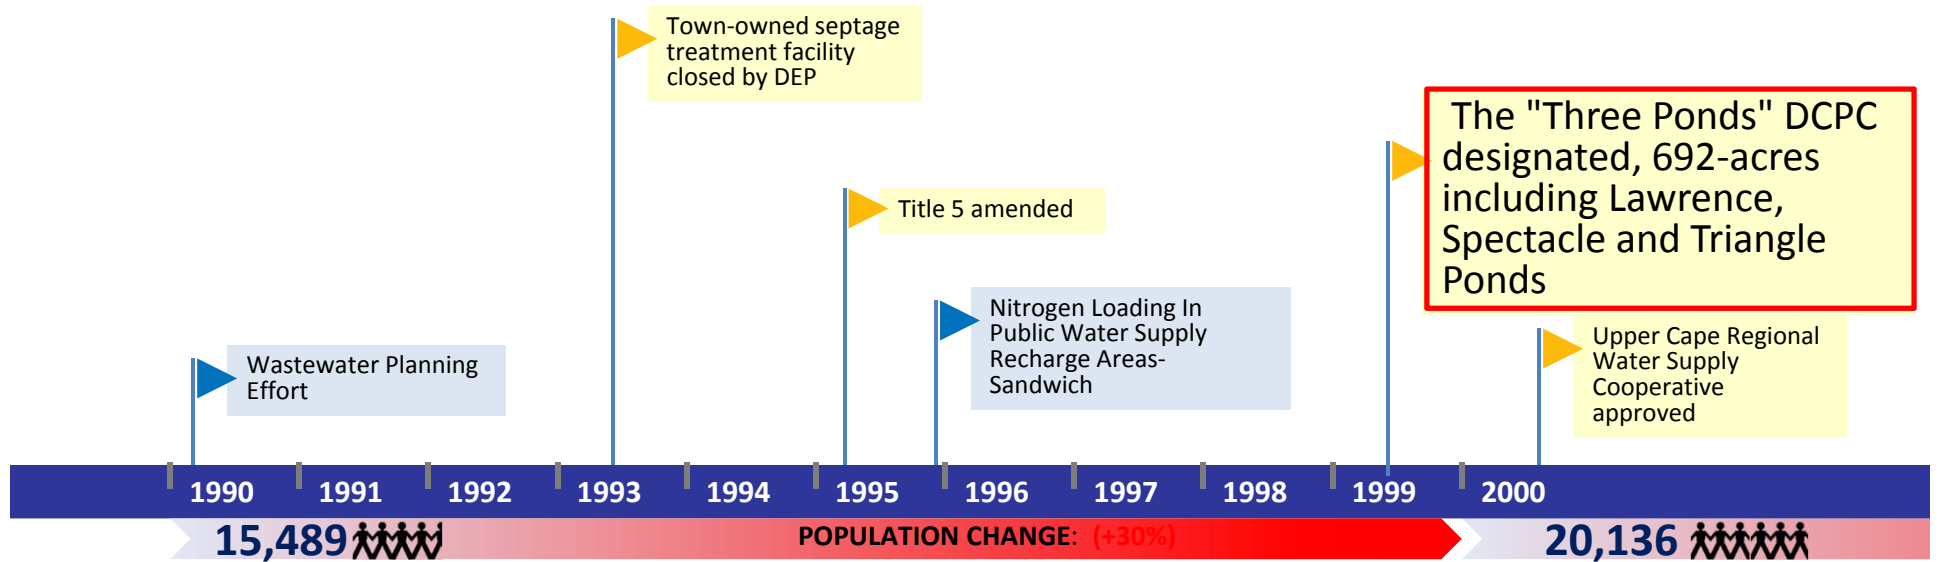 Town-owned septage
treatment facility
closed by DEP
The "Three Ponds" DCPC
designated, 692-acres
including Lawrence,
Spectacle and Triangle
Ponds
Title 5 amended
Nitrogen Loading In
Public Water Supply
Recharge Areas-
Sandwich
Upper Cape Regional
Water Supply
Cooperative
approved
Wastewater Planning
Effort
1990 1991 1992 1993 1994 1995 1996 1997 1998 1999 2000
15,489 POPULATION CHANGE: (+30%) 20,136